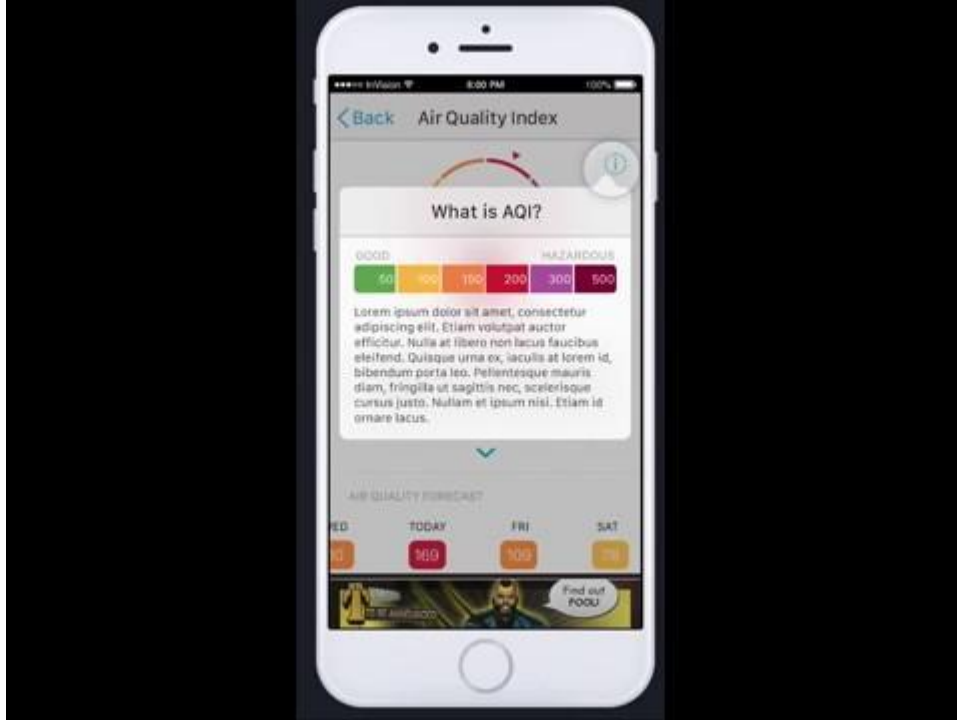 InVision 8:00 PM 100%
Back Air Quality Index
What is AQI?
GOOD HAZARDOUS
50 100 150 200 300 500
Lorem ipsum dolor sit amet, consectetur
adipiscing elit. Etiam volutpat auctor
efficitur. Nulla at libero non lacus faucibus
eleifend. Quisque urna ex, iaculis at lorem id,
bibendum porta leo. Pellentesque mauris
diam, fringilla ut sagittis nec, scelerisque
cursus justo. Nullam et ipsum nisi. Etiam id
ornare lacus.
AIR QUALITY FORECAST
TODAY FRI SAT
169 109
Find out
FOOL!